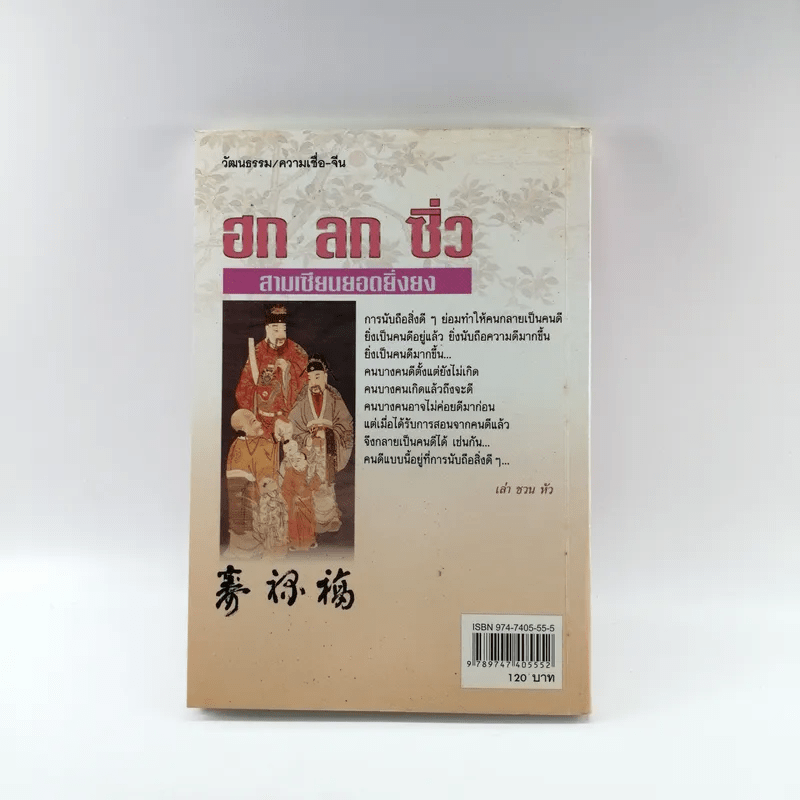 วัฒนธรรม/ความเชื่อ-จีน
ฮก ลก ซิ่ว
สามเซียนยอดยิ่งยง
การนับถือสิ่งดี ๆ ย่อมทำให้คนกลายเป็นคนดี
ยิ่งเป็นคนดีอยู่แล้ว ยิ่งนับถือความดีมากขึ้น
ยิ่งเป็นคนดีมากขึ้น...
คนบางคนดีตั้งแต่ยังไม่เกิด
คนบางคนเกิดแล้วถึงจะดี
คนบางคนอาจไม่ค่อยดีมาก่อน
แต่เมื่อได้รับการสอนจากคนดีแล้ว
จึงกลายเป็นคนดีได้ เช่นกัน...
คนดีแบบนี้อยู่ที่การนับถือสิ่งดี ๆ...
เล่า ชวน หัว
壽 祿 福
ISBN 974-7405-55-5
9 789747 405552
120 บาท